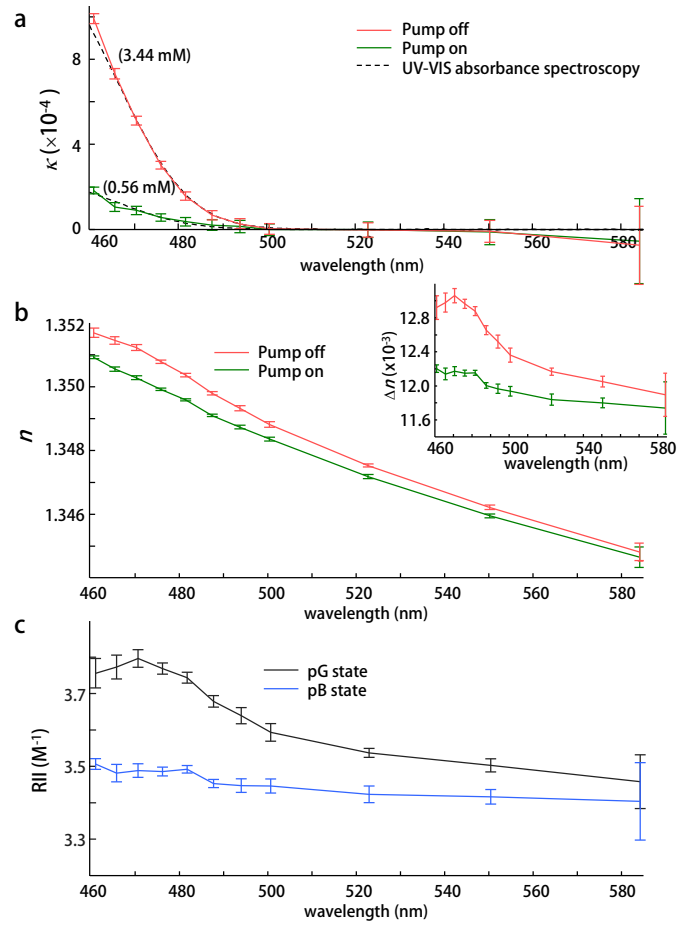 a
Pump off
Pump on
UV-VIS absorbance spectroscopy
(3.44 mM)
(0.56 mM)
κ (×10⁻⁴)
8
4
0
460 480 500 520 540 560 580
wavelength (nm)
b
1.352
1.350
1.348
1.346
n
Pump off
Pump on
460 480 500 520 540 560 580
wavelength (nm)
Δn (x10⁻³)
12.8
12.4
12.0
11.6
460 480 500 520 540 560 580
wavelength (nm)
c
pG state
pB state
RII (M⁻¹)
3.7
3.5
3.3
460 480 500 520 540 560 580
wavelength (nm)